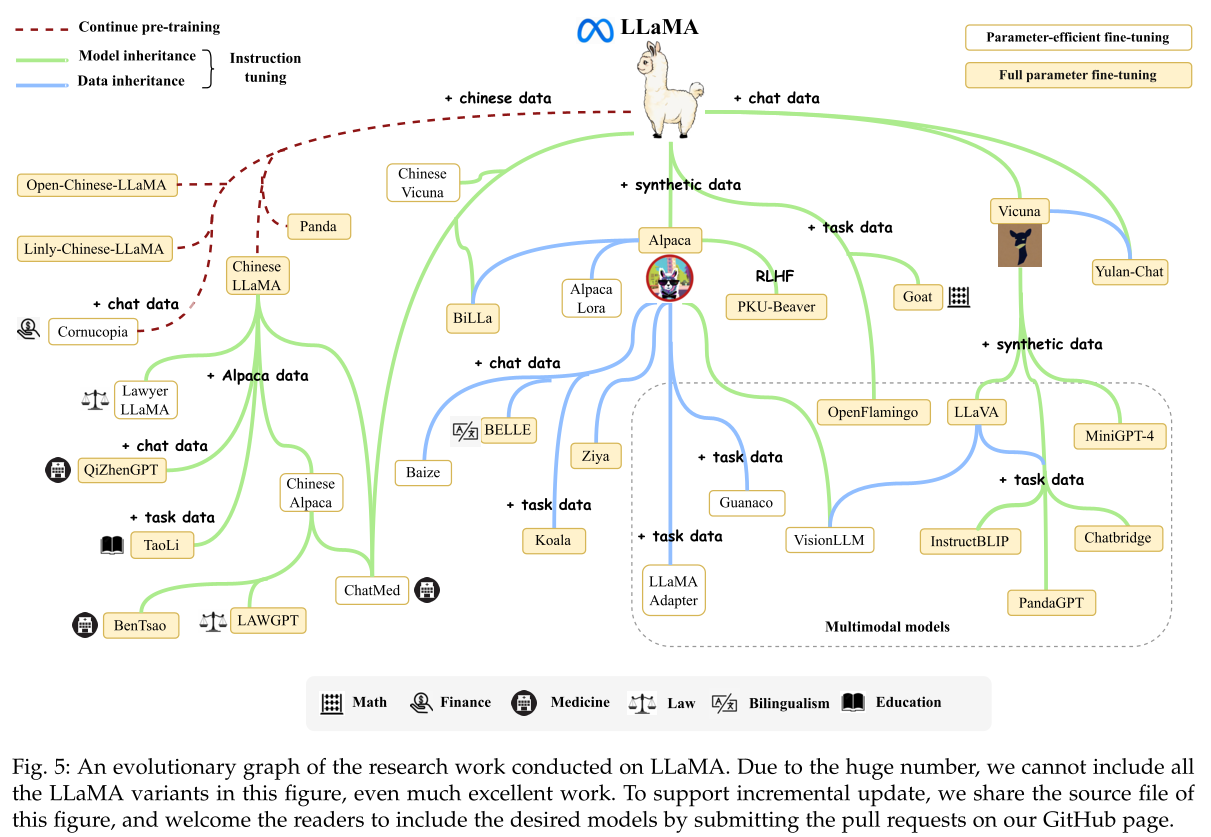 Continue pre-training
Model inheritance
Data inheritance
Instruction
tuning
LLaMA
Parameter-efficient fine-tuning
Full parameter fine-tuning
+ chinese data
+ chat data
Chinese
Vicuna
+ synthetic data
Open-Chinese-LLaMA
Panda
Linly-Chinese-LLaMA
Chinese
LLaMA
+ chat data
Cornucopia
Alpaca
+ task data
Vicuna
Yulan-Chat
BiLLa
Alpaca
Lora
RLHF
PKU-Beaver
Goat
+ synthetic data
Lawyer
LLaMA
+ Alpaca data
+ chat data
OpenFlamingo
LLaVA
MiniGPT-4
+ chat data
QiZhenGPT
Chinese
Alpaca
Baize
BELLE
Ziya
+ task data
Guanaco
+ task data
+ task data
TaoLi
+ task data
Koala
+ task data
VisionLLM
InstructBLIP
Chatbridge
ChatMed
LLaMA
Adapter
PandaGPT
BenTsao
LAWGPT
Multimodal models
Math
Finance
Medicine
Law
Bilingualism
Education
Fig. 5: An evolutionary graph of the research work conducted on LLaMA. Due to the huge number, we cannot include all
the LLaMA variants in this figure, even much excellent work. To support incremental update, we share the source file of
this figure, and welcome the readers to include the desired models by submitting the pull requests on our GitHub page.